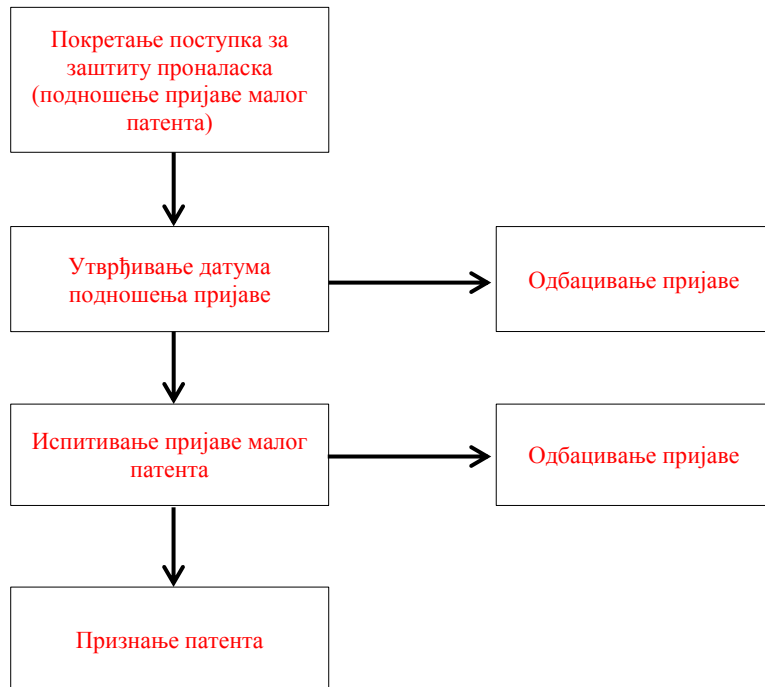 Покретање поступка за
заштиту проналаска
(подношење пријаве малог
патента)
Утврђивање датума
подношења пријаве
Одбацивање пријаве
Испитивање пријаве малог
патента
Одбацивање пријаве
Признање патента